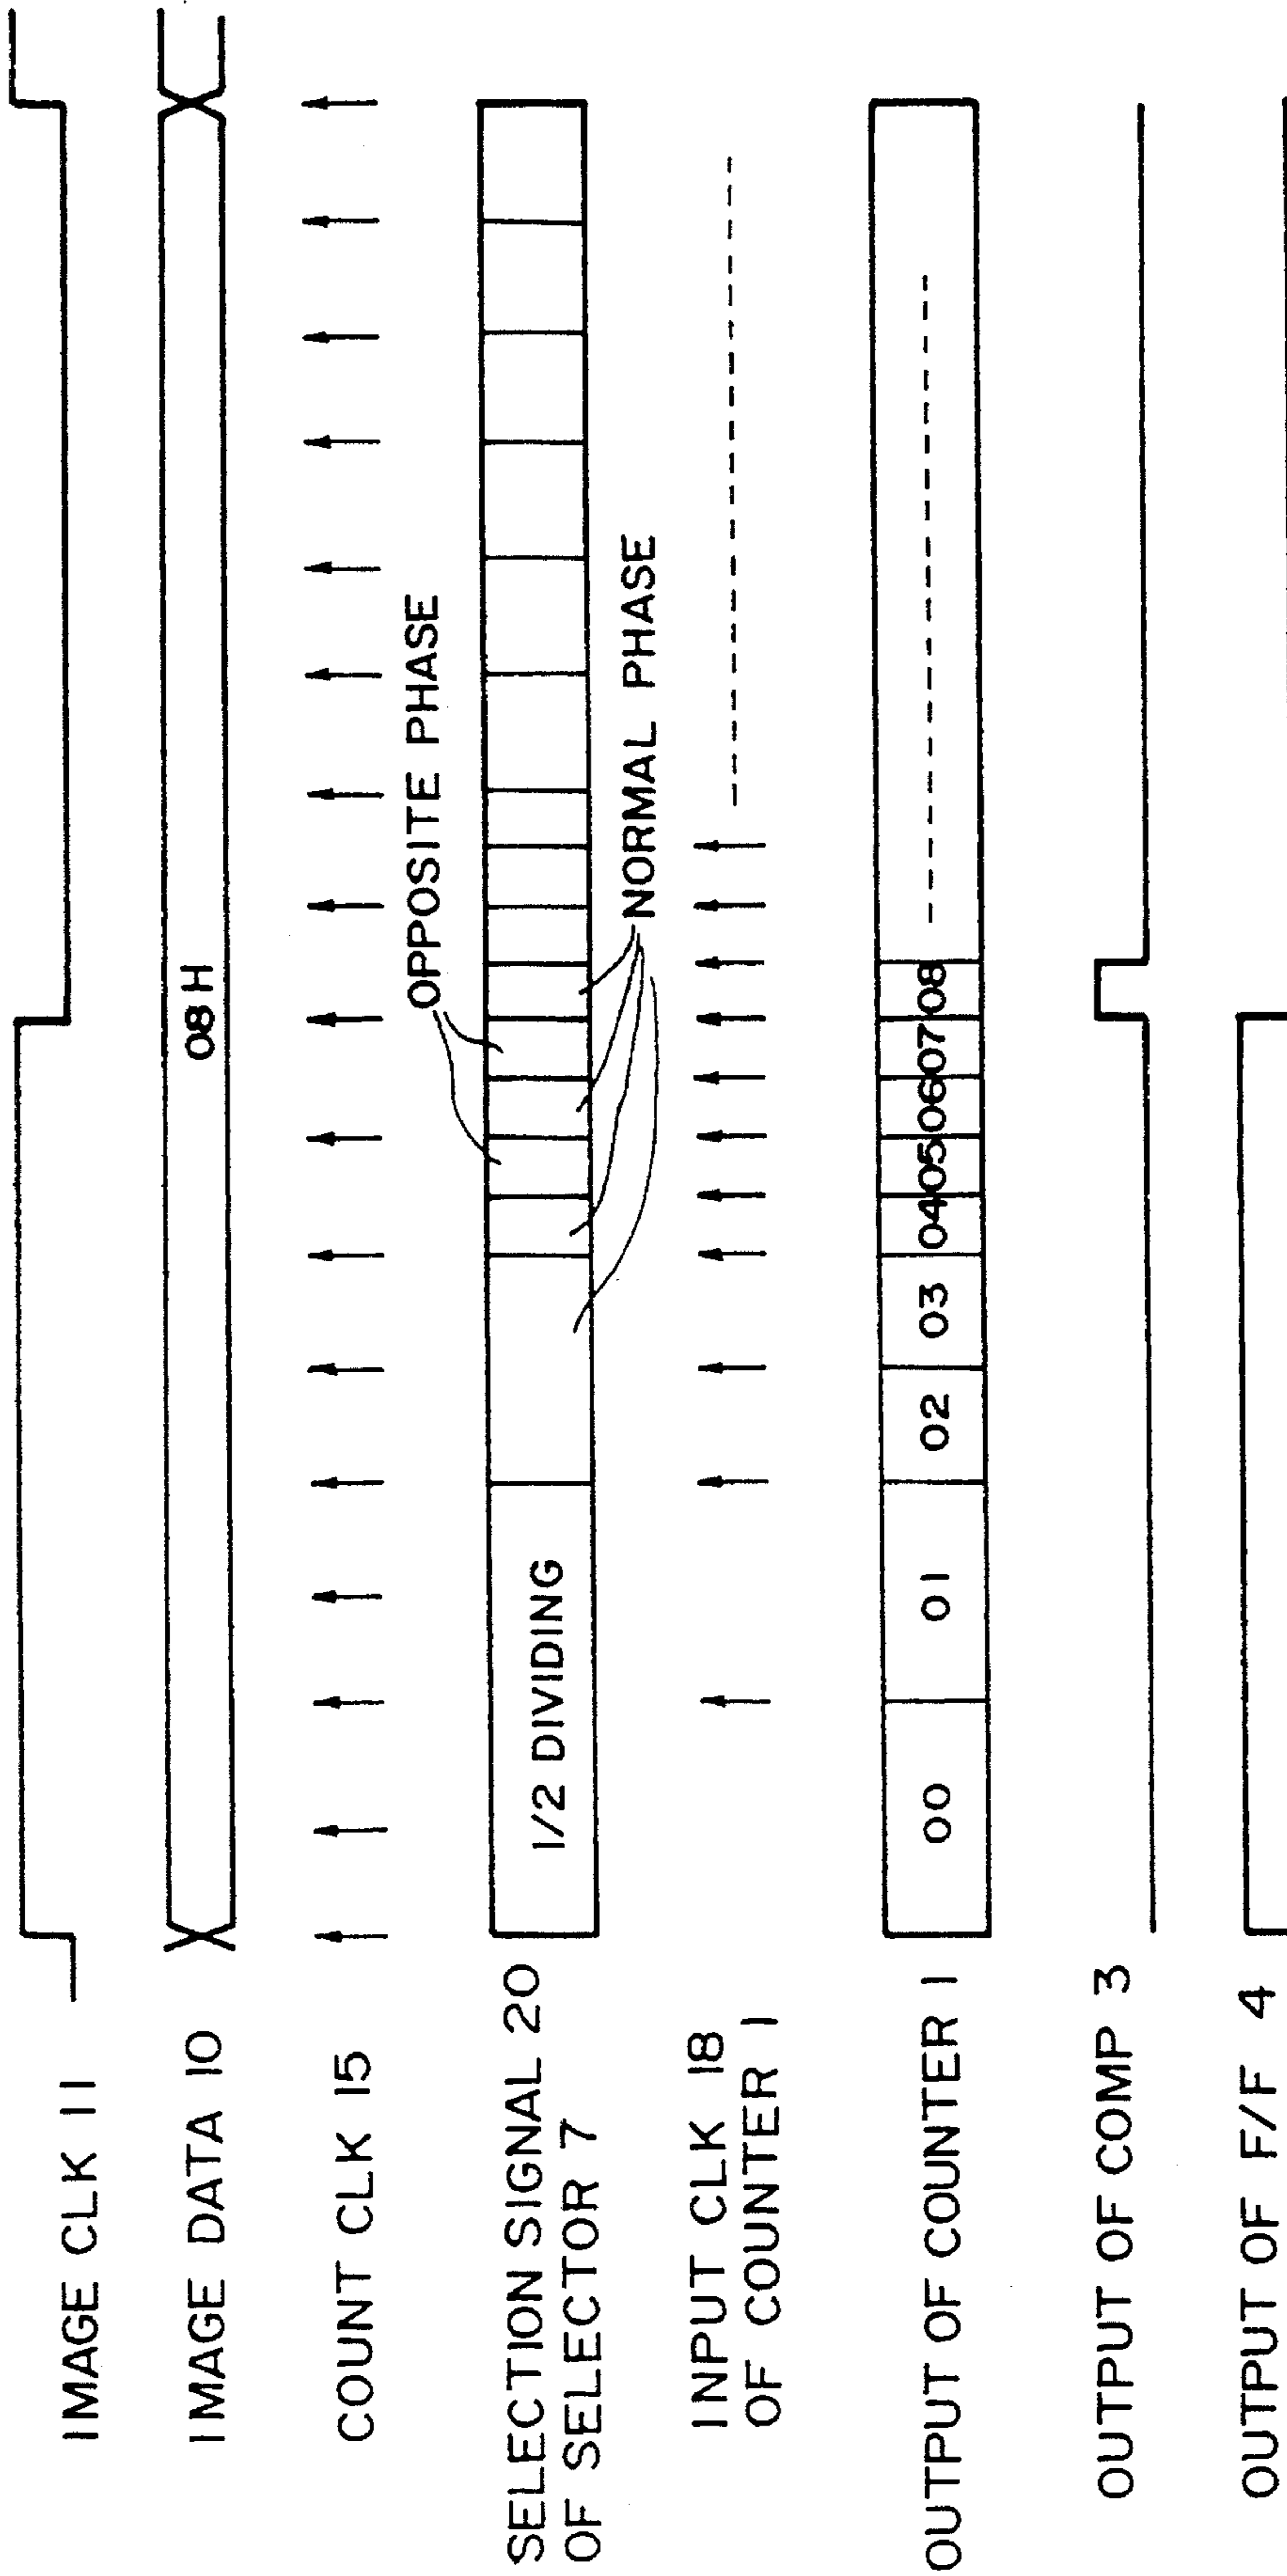 IMAGE CLK 11
IMAGE DATA 10
08 H
COUNT CLK 15
OPPOSITE PHASE
SELECTION SIGNAL 20
OF SELECTOR 7
1/2 DIVIDING
NORMAL PHASE
INPUT CLK 18
OF COUNTER 1
OUTPUT OF COUNTER 1
00 01 02 03 04 05 06 07 08
OUTPUT OF COMP 3
OUTPUT OF F/F 4